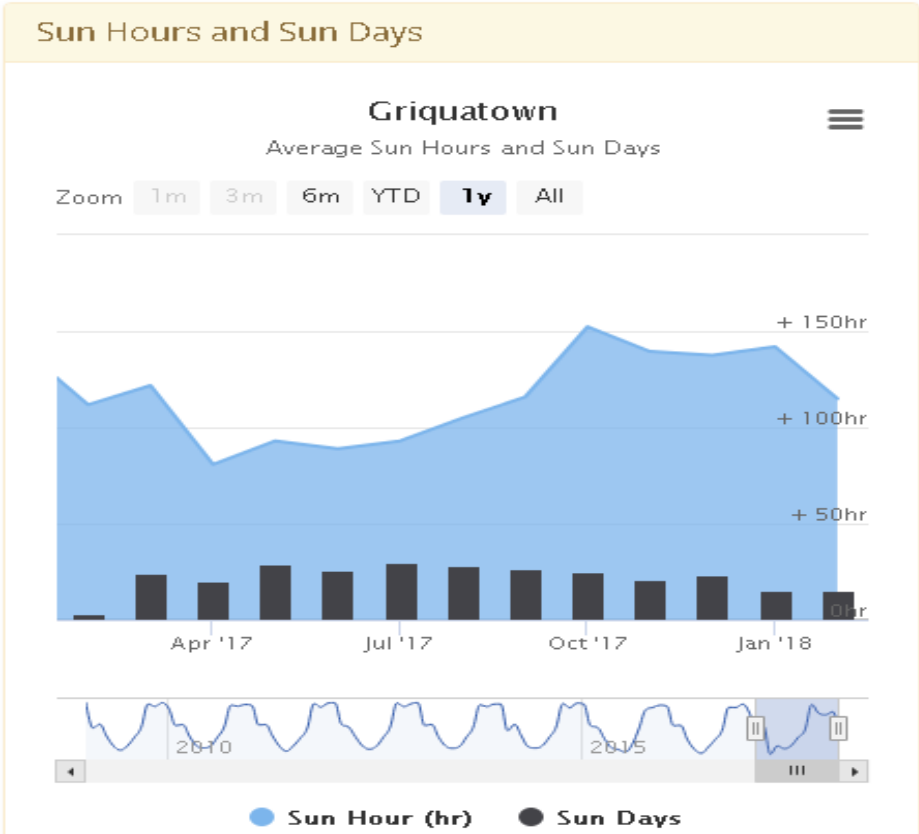 Sun Hours and Sun Days
Griquatown
Average Sun Hours and Sun Days
Zoom 1m 3m 6m YTD 1y All
+ 150hr
+ 100hr
+ 50hr
0hr
Apr '17 Jul '17 Oct '17 Jan '18
2010 2015
Sun Hour (hr) Sun Days